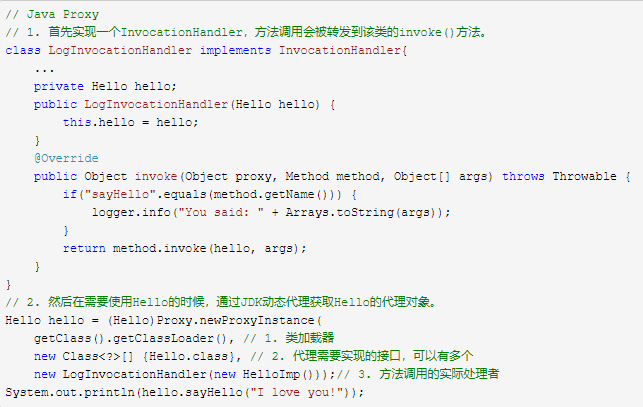 // Java Proxy
// 1. 首先实现一个InvocationHandler，方法调用会被转发到该类的invoke()方法。
class LogInvocationHandler implements InvocationHandler{
    ...
    private Hello hello;
    public LogInvocationHandler(Hello hello) {
        this.hello = hello;
    }
    @Override
    public Object invoke(Object proxy, Method method, Object[] args) throws Throwable {
        if("sayHello".equals(method.getName())) {
            logger.info("You said: " + Arrays.toString(args));
        }
        return method.invoke(hello, args);
    }
}
// 2. 然后在需要使用Hello的时候，通过JDK动态代理获取Hello的代理对象。
Hello hello = (Hello)Proxy.newProxyInstance(
    getClass().getClassLoader(), // 1. 类加载器
    new Class<?>[] {Hello.class}, // 2. 代理需要实现的接口，可以有多个
    new LogInvocationHandler(new HelloImp()));// 3. 方法调用的实际处理者
System.out.println(hello.sayHello("I love you!"));